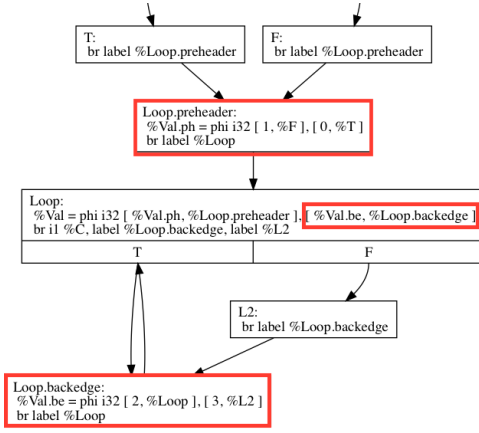 T:
br label %Loop.preheader
F:
br label %Loop.preheader
Loop.preheader:
%Val.ph = phi i32 [ 1, %F ], [ 0, %T ]
br label %Loop
Loop:
%Val = phi i32 [ %Val.ph, %Loop.preheader ], [ %Val.be, %Loop.backedge ]
br i1 %C, label %Loop.backedge, label %L2
T
F
L2:
br label %Loop.backedge
Loop.backedge:
%Val.be = phi i32 [ 2, %Loop ], [ 3, %L2 ]
br label %Loop